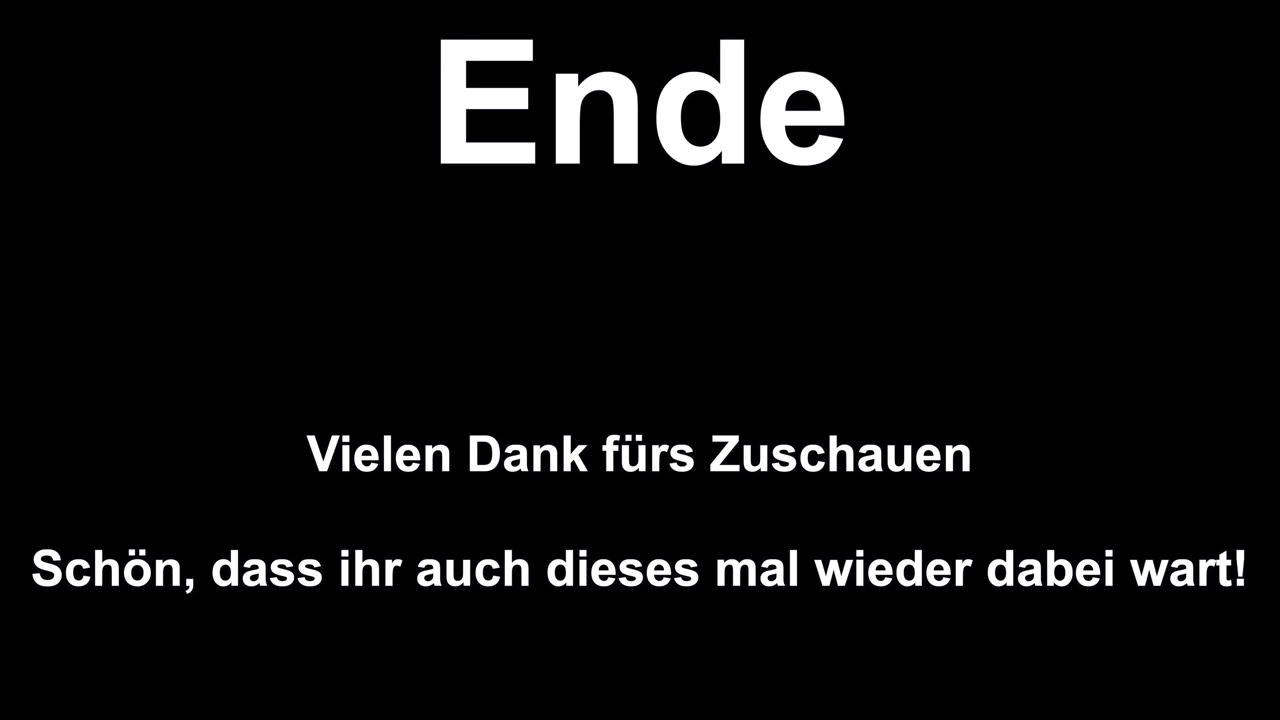 Ende
Vielen Dank fürs Zuschauen
Schön, dass ihr auch dieses mal wieder dabei wart!